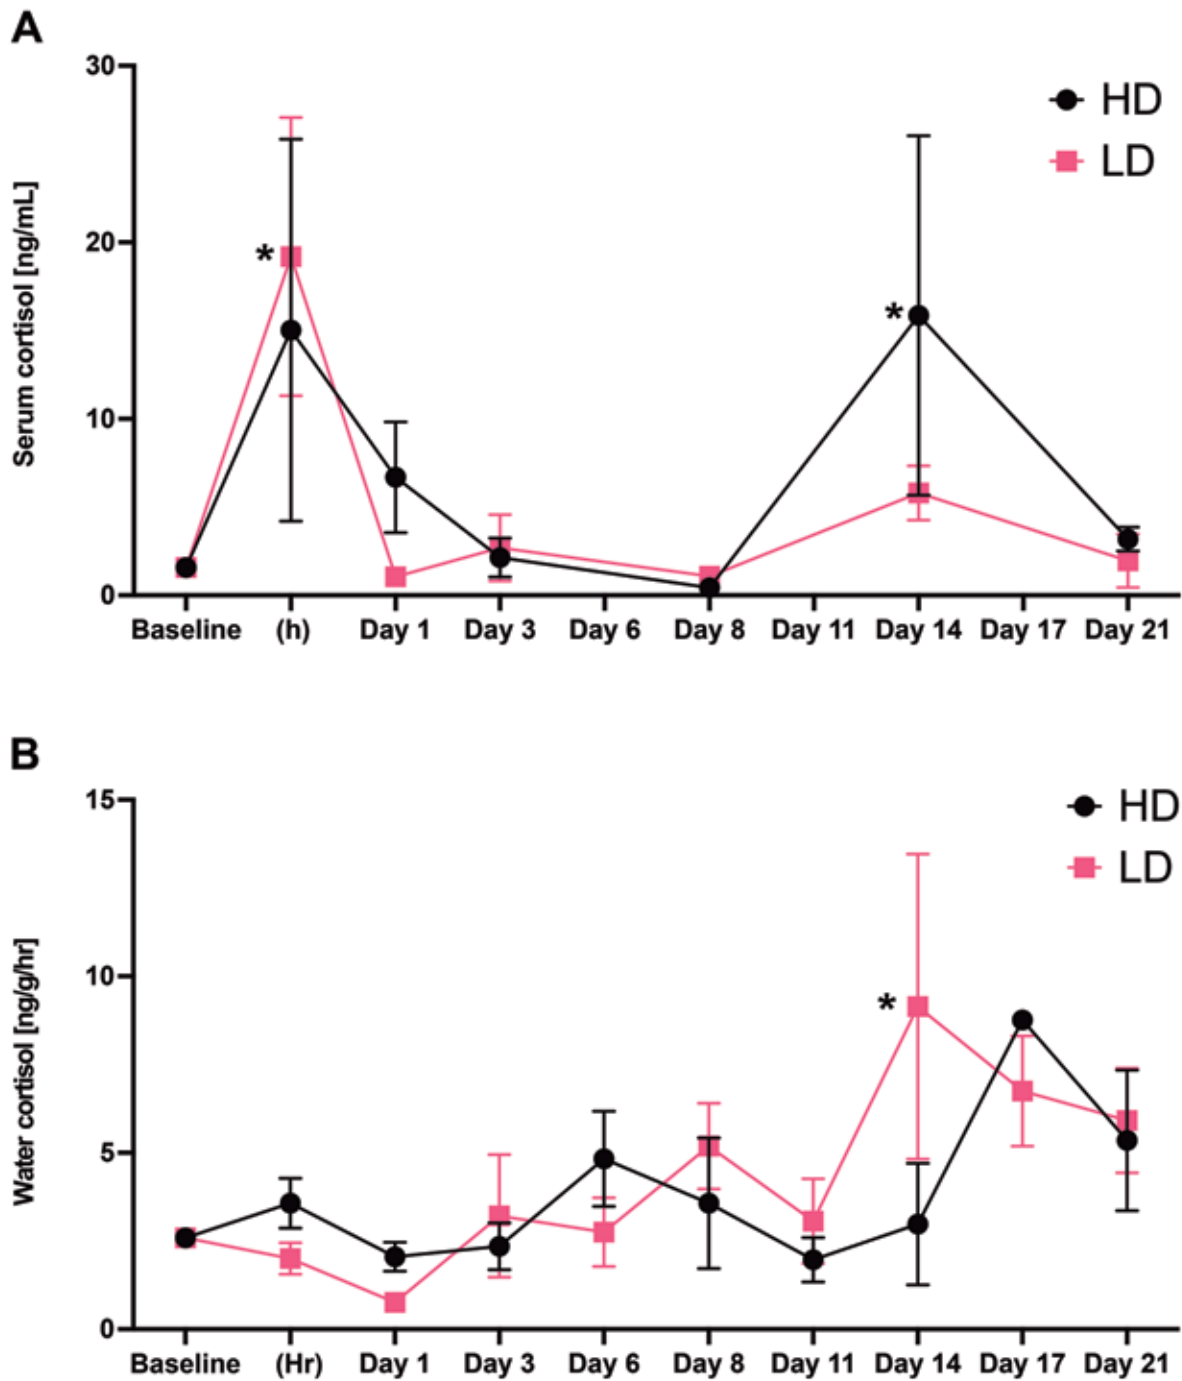 A
30
20
10
0
Serum cortisol [ng/mL]
HD
LD
*
*
Baseline (h) Day 1 Day 3 Day 6 Day 8 Day 11 Day 14 Day 17 Day 21
B
15
10
5
0
Water cortisol [ng/g/hr]
HD
LD
*
Baseline (Hr) Day 1 Day 3 Day 6 Day 8 Day 11 Day 14 Day 17 Day 21